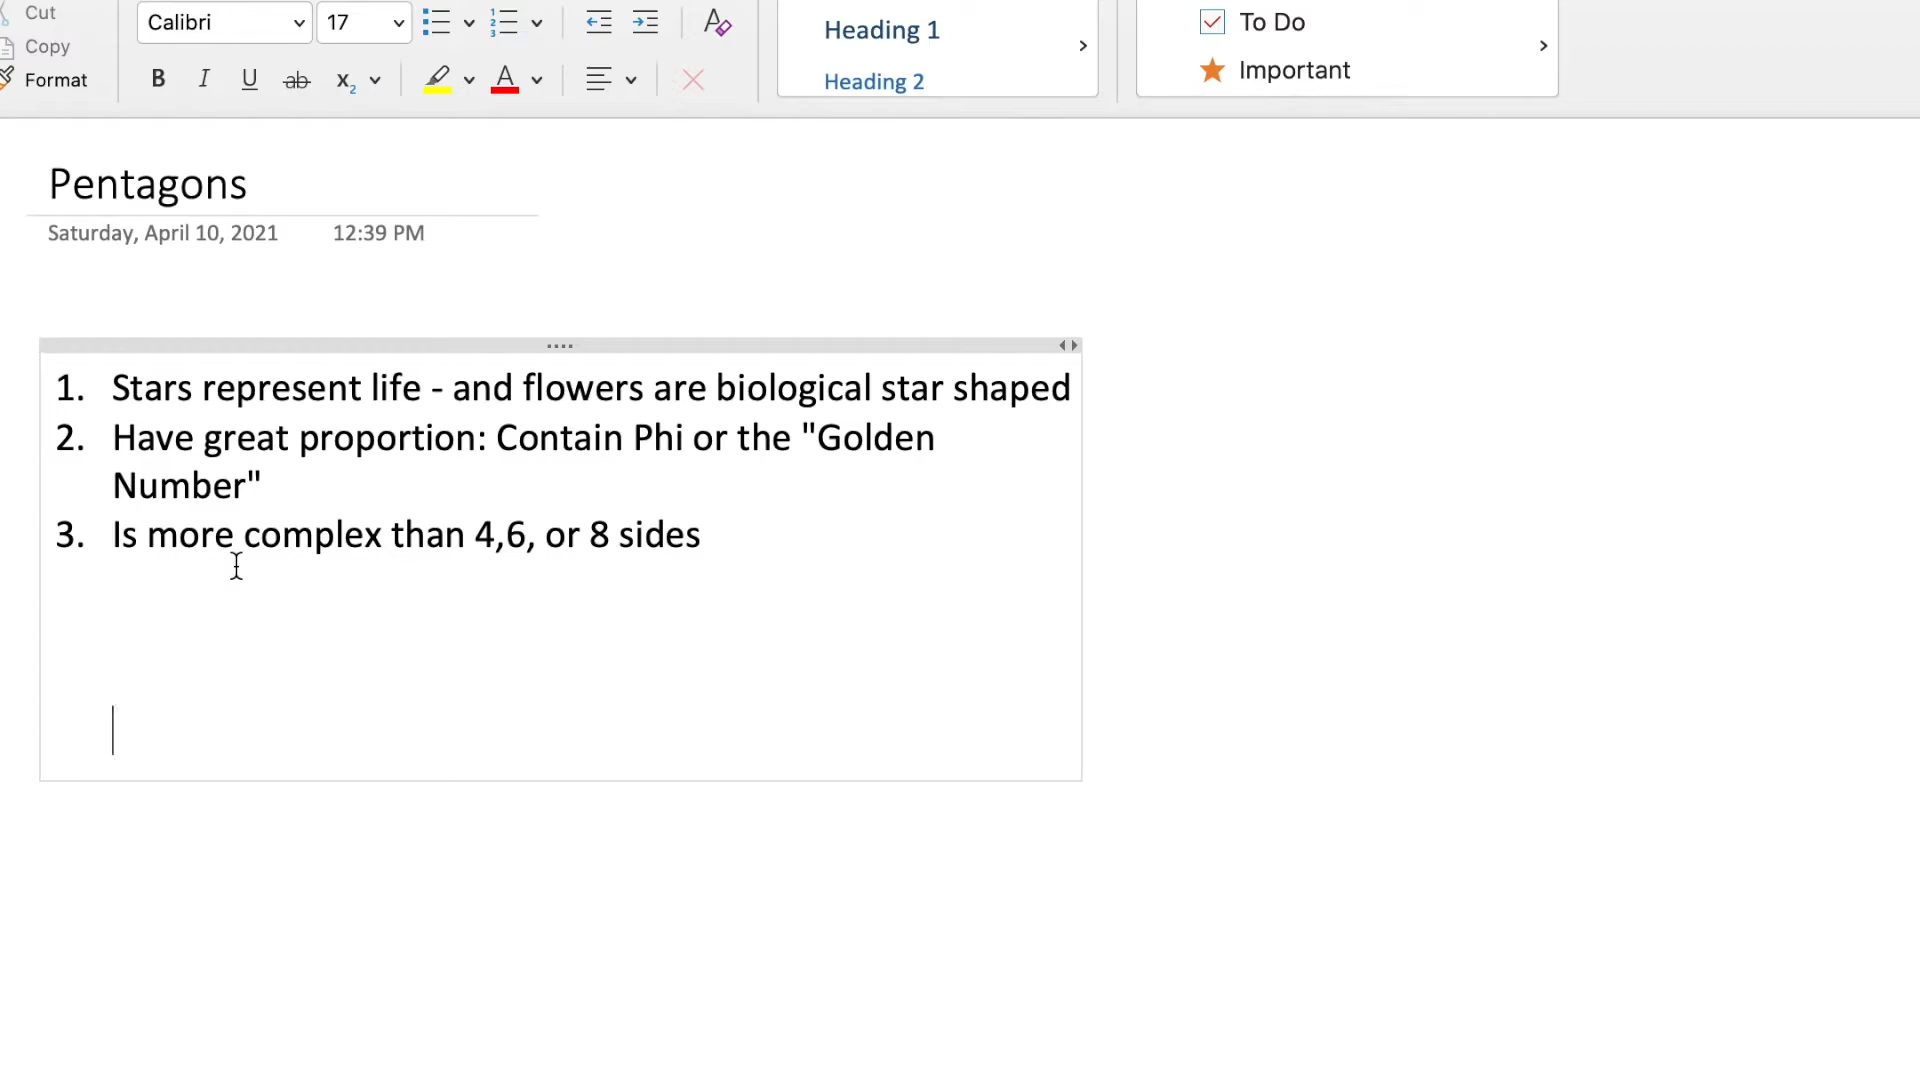 Cut
Copy
Format
Calibri
17
B I U ab X2
A
Heading 1
Heading 2
To Do
Important
Pentagons
Saturday, April 10, 2021 12:39 PM
1. Stars represent life - and flowers are biological star shaped
2. Have great proportion: Contain Phi or the "Golden
Number"
3. Is more complex than 4,6, or 8 sides